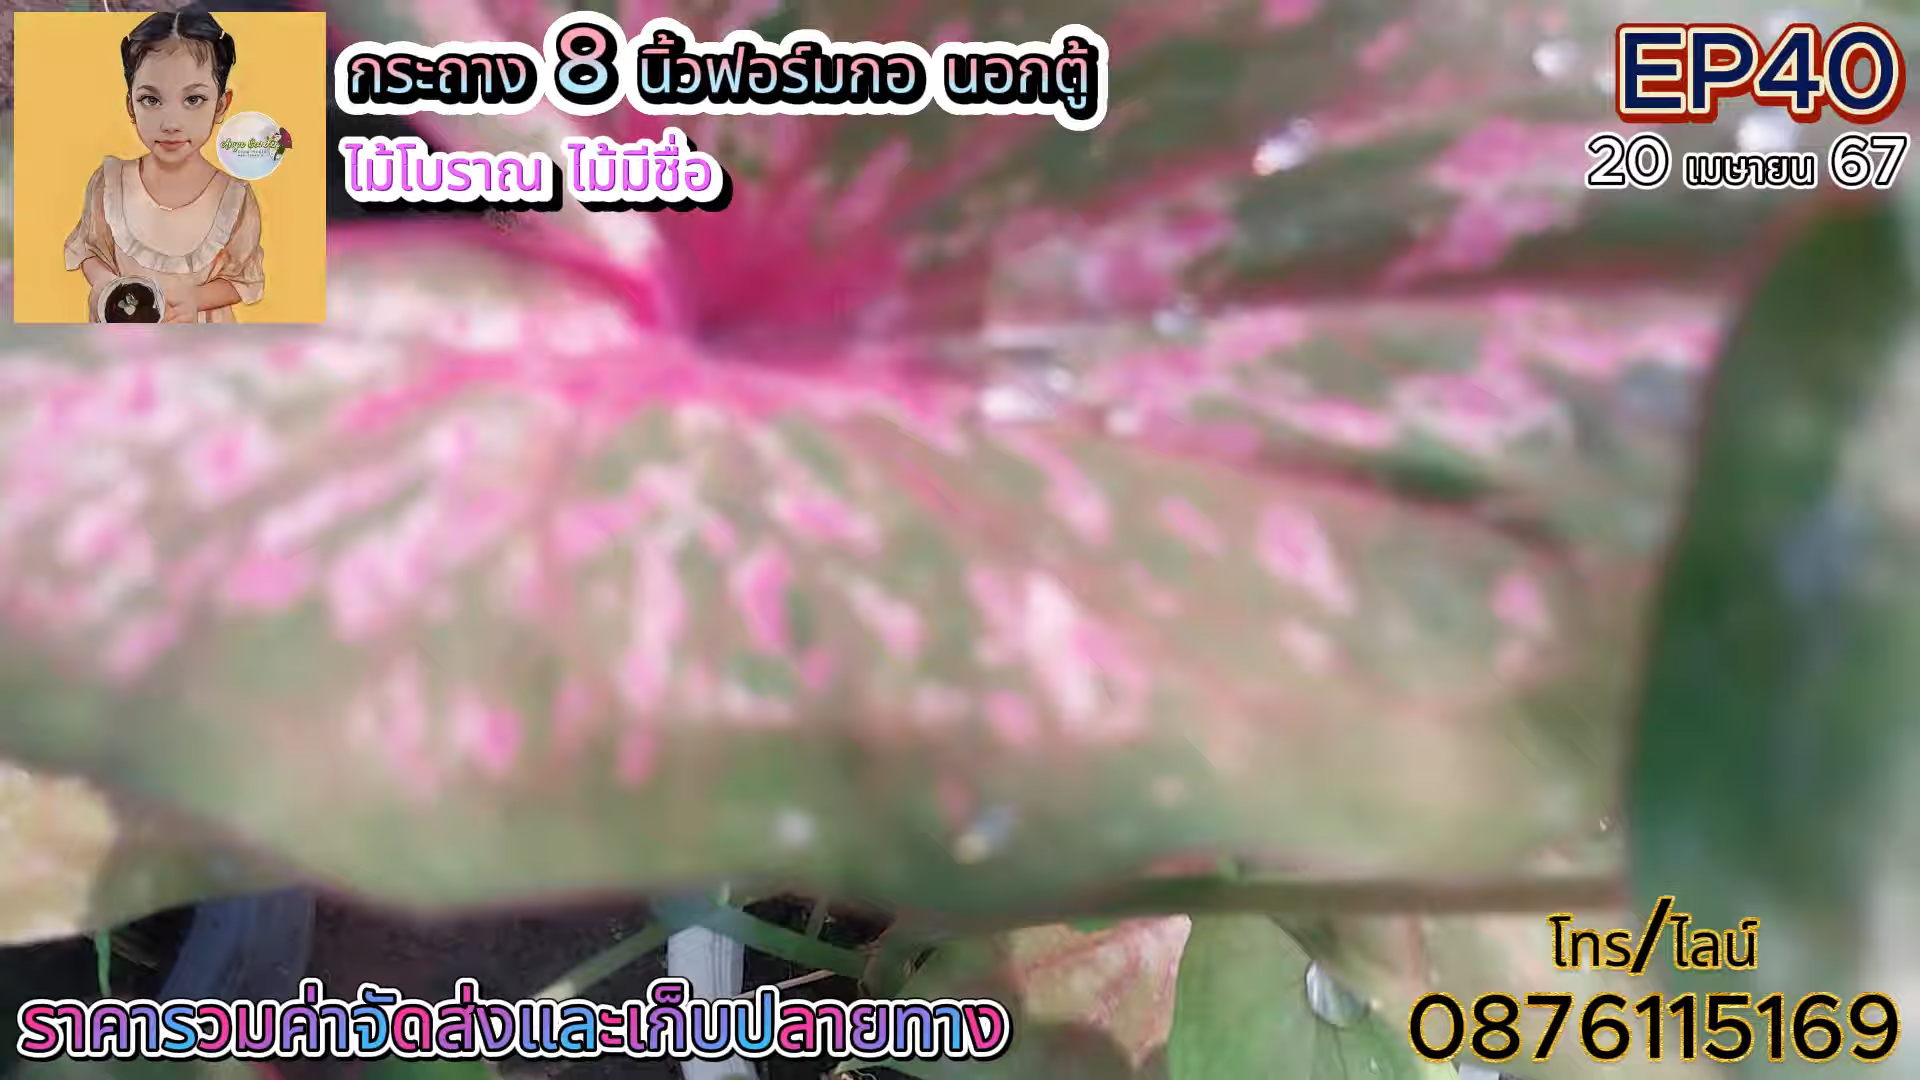 กระถาง 8 นิ้วฟอร์มกอ นอกตู้
ไม้โบราณ ไม้มีชื่อ
EP40
20 เมษายน 67
โทร/ไลน์
0876115169
ราคารวมค่าจัดส่งและเก็บปลายทาง